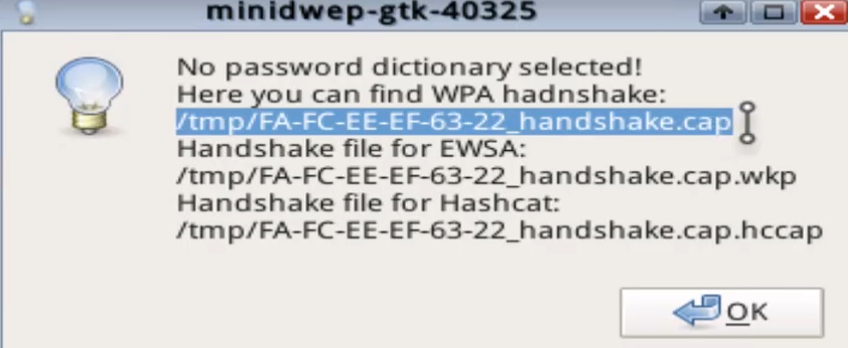 minidwep-gtk-40325
No password dictionary selected!
Here you can find WPA hadnshake:
/tmp/FA-FC-EE-EF-63-22_handshake.cap
Handshake file for EWSA:
/tmp/FA-FC-EE-EF-63-22_handshake.cap.wkp
Handshake file for Hashcat:
/tmp/FA-FC-EE-EF-63-22_handshake.cap.hccap
OK